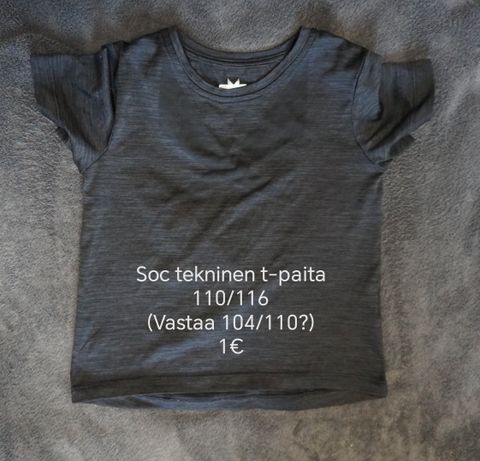 Soc tekninen t-paita
110/116
(Vastaa 104/110?)
1€